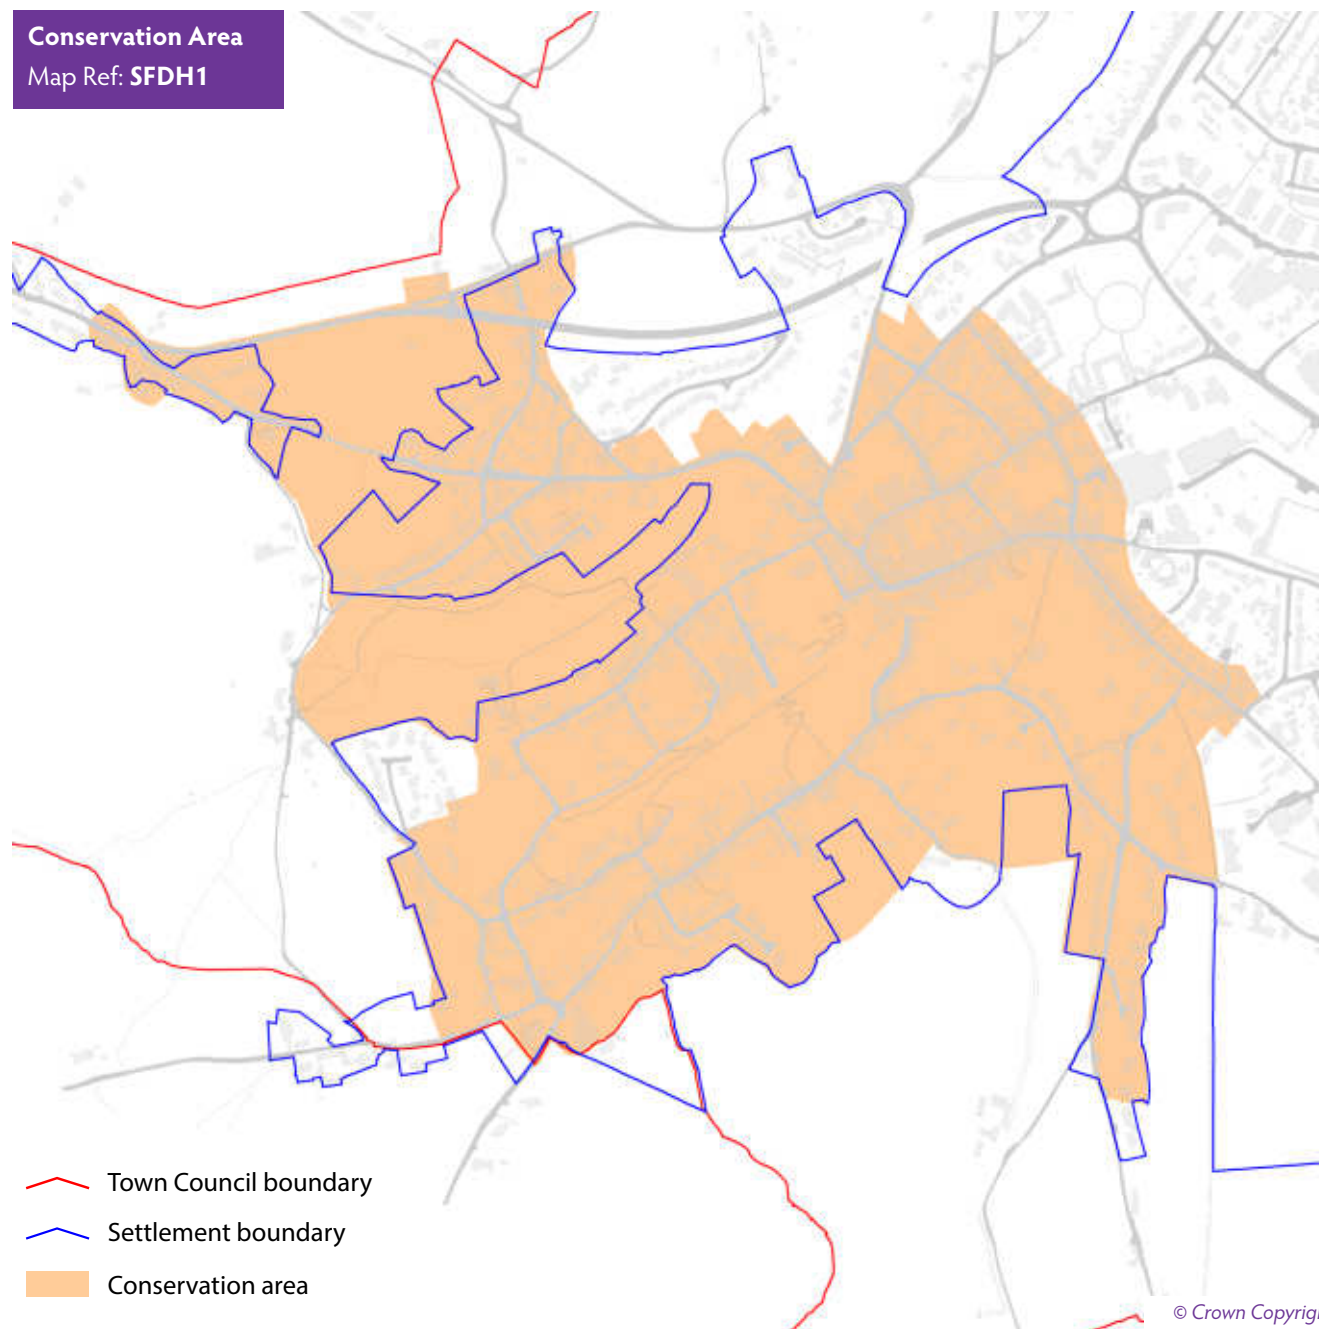 Conservation Area
Map Ref: SFDH1
Town Council boundary
Settlement boundary
Conservation area
© Crown Copyrig